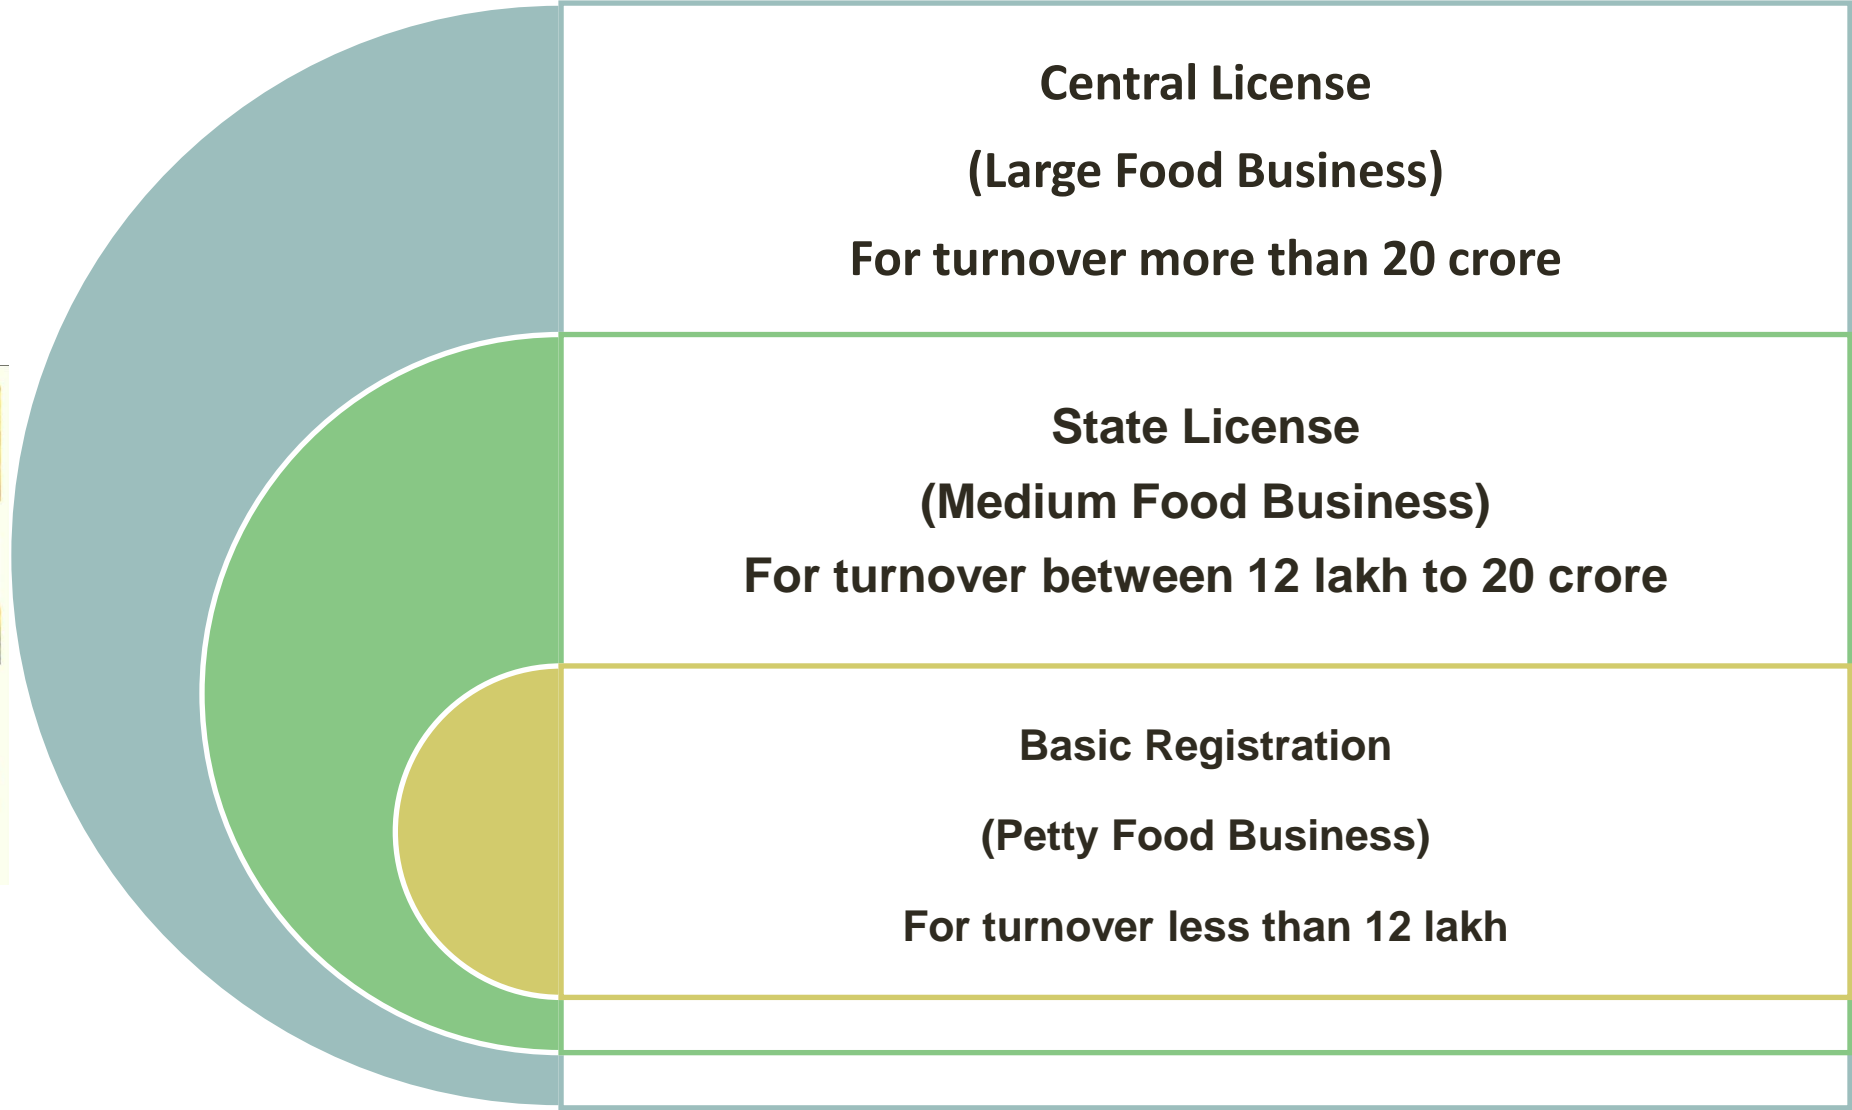 Central License
(Large Food Business)
For turnover more than 20 crore
State License
(Medium Food Business)
For turnover between 12 lakh to 20 crore
Basic Registration
(Petty Food Business)
For turnover less than 12 lakh